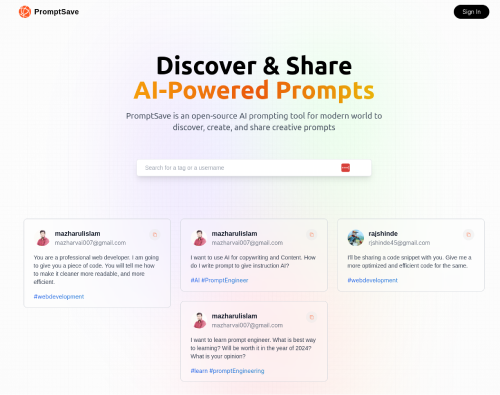 PromptSave
Sign In
Discover & Share
AI-Powered Prompts
PromptSave is an open-source AI prompting tool for modern world to
discover, create, and share creative prompts
Search for a tag or a username
mazharulislam
mazharval007@gmail.com
You are a professional web developer. I am going
to give you a piece of code. You will tell me how
to make it cleaner more readable, and more
efficient.
#webdevelopment
mazharulislam
mazharval007@gmail.com
I want to use AI for copywriting and Content. How
do I write prompt to give instruction AI?
#AI #PromptEngineer
rajshinde
rjshinde45@gmail.com
I'll be sharing a code snippet with you. Give me a
more optimized and efficient code for the same.
#webdevelopment
mazharulislam
mazharval007@gmail.com
I want to learn prompt engineer. What is best way
to learning? Will be worth it in the year of 2024?
What is your opinion?
#learn #promptEngineering